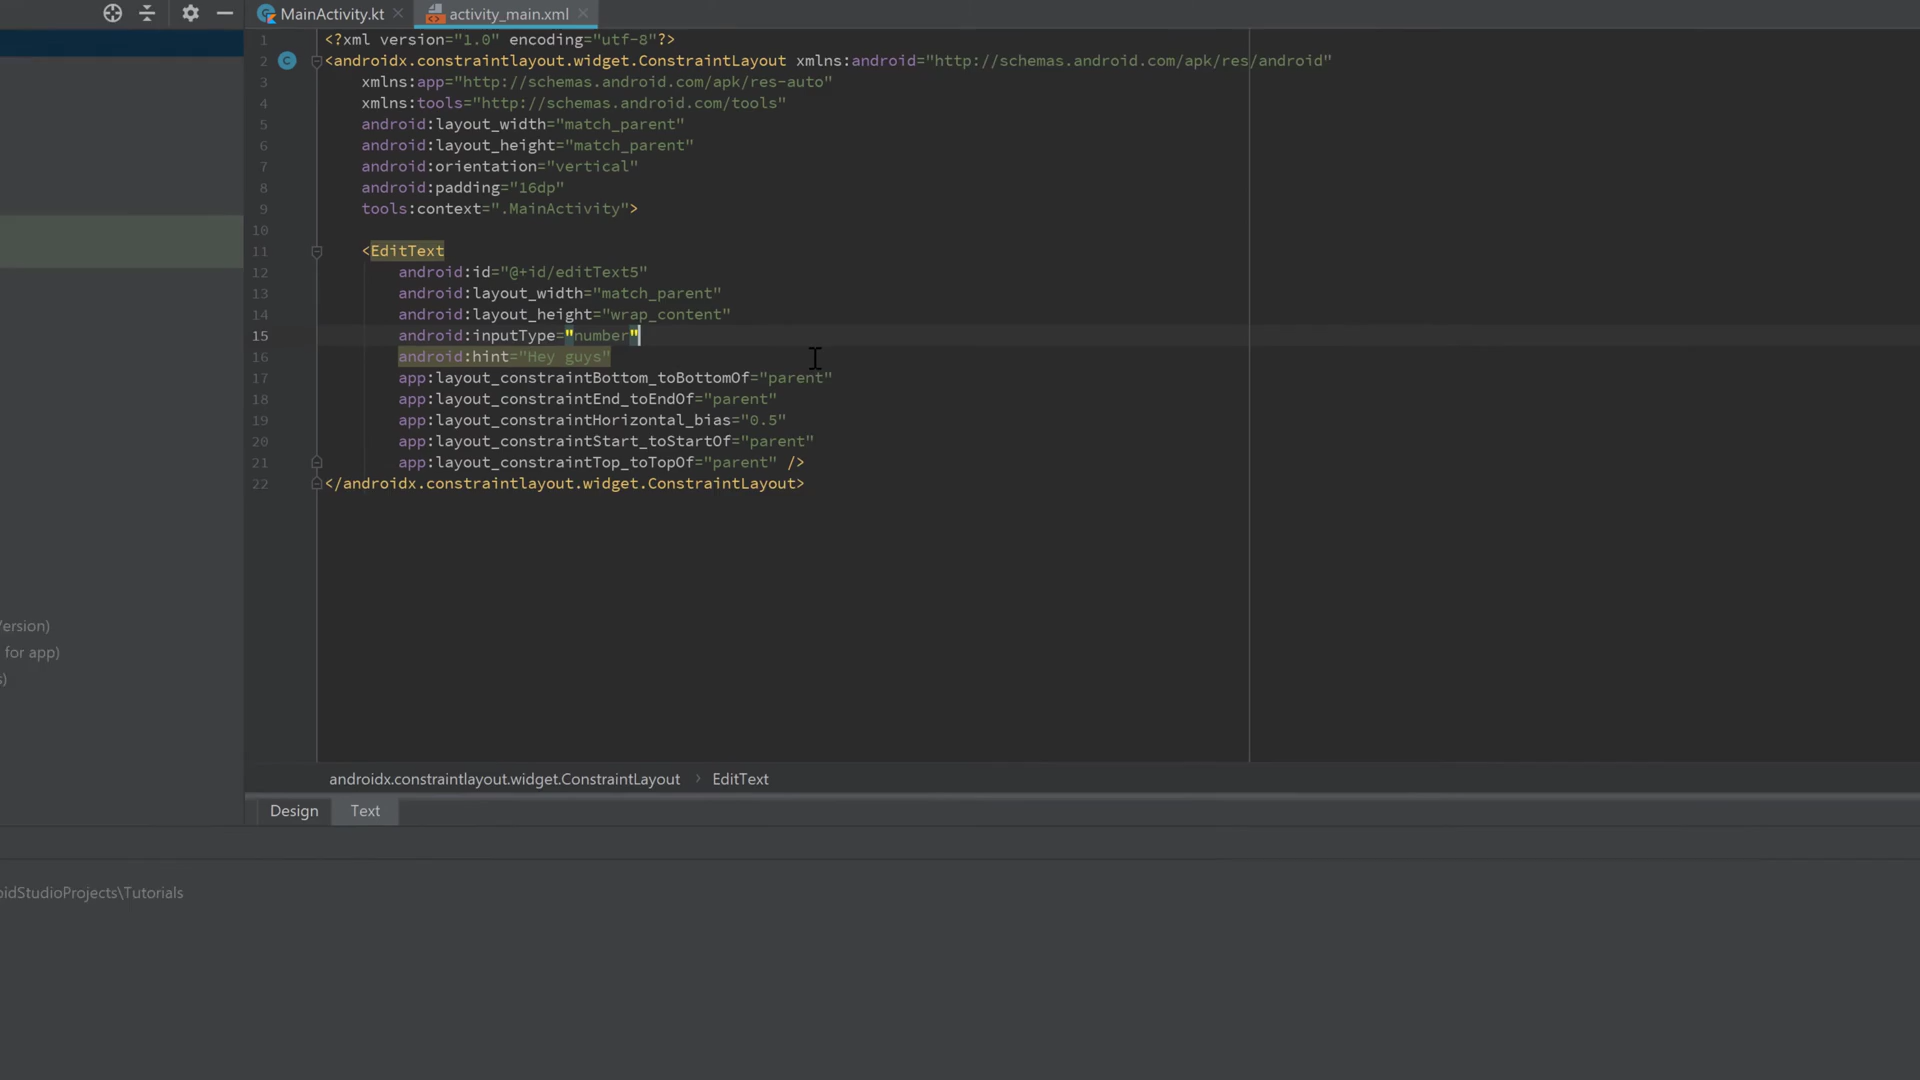 MainActivity.kt
activity_main.xml
1 <?xml version="1.0" encoding="utf-8"?>
2 <androidx.constraintlayout.widget.ConstraintLayout xmlns:android="http://schemas.android.com/apk/res/android"
3 xmlns:app="http://schemas.android.com/apk/res-auto"
4 xmlns:tools="http://schemas.android.com/tools"
5 android:layout_width="match_parent"
6 android:layout_height="match_parent"
7 android:orientation="vertical"
8 android:padding="16dp"
9 tools:context=".MainActivity">
10
11 <EditText
12 android:id="@+id/editText5"
13 android:layout_width="match_parent"
14 android:layout_height="wrap_content"
15 android:inputType="number"
16 android:hint="Hey guys"
17 app:layout_constraintBottom_toBottomOf="parent"
18 app:layout_constraintEnd_toEndOf="parent"
19 app:layout_constraintHorizontal_bias="0.5"
20 app:layout_constraintStart_toStartOf="parent"
21 app:layout_constraintTop_toTopOf="parent" />
22 </androidx.constraintlayout.widget.ConstraintLayout>
ersion)
for app)
s)
androidx.constraintlayout.widget.ConstraintLayout › EditText
Design Text
oidStudioProjects\Tutorials